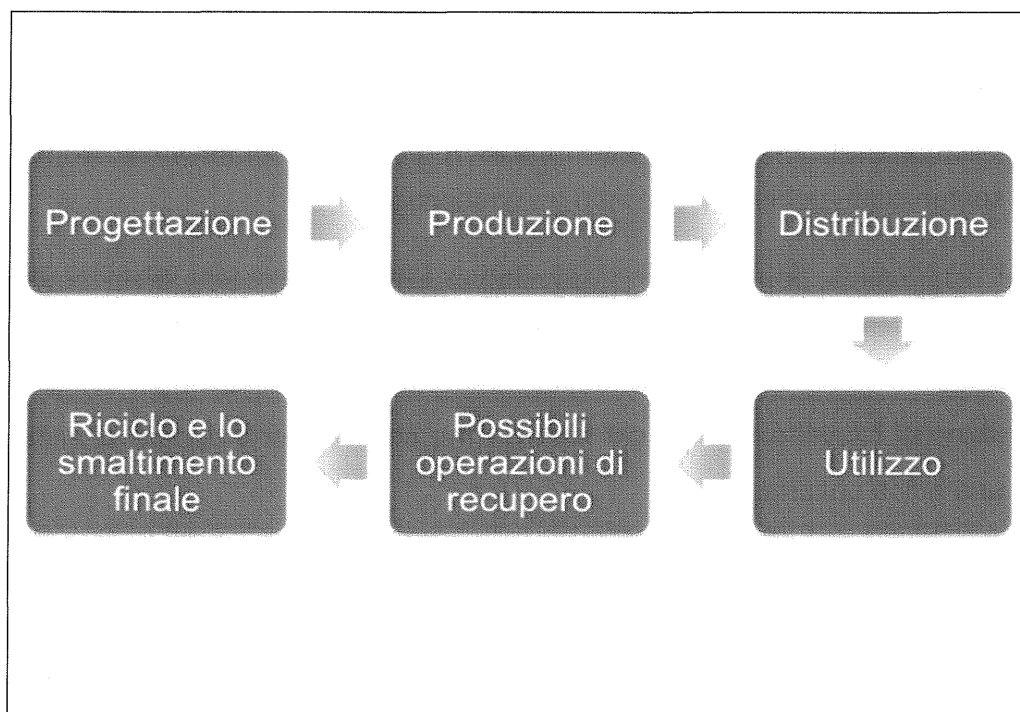 Progettazione
Produzione
Distribuzione
Utilizzo
Possibili
operazioni di
recupero
Riciclo e lo
smaltimento
finale